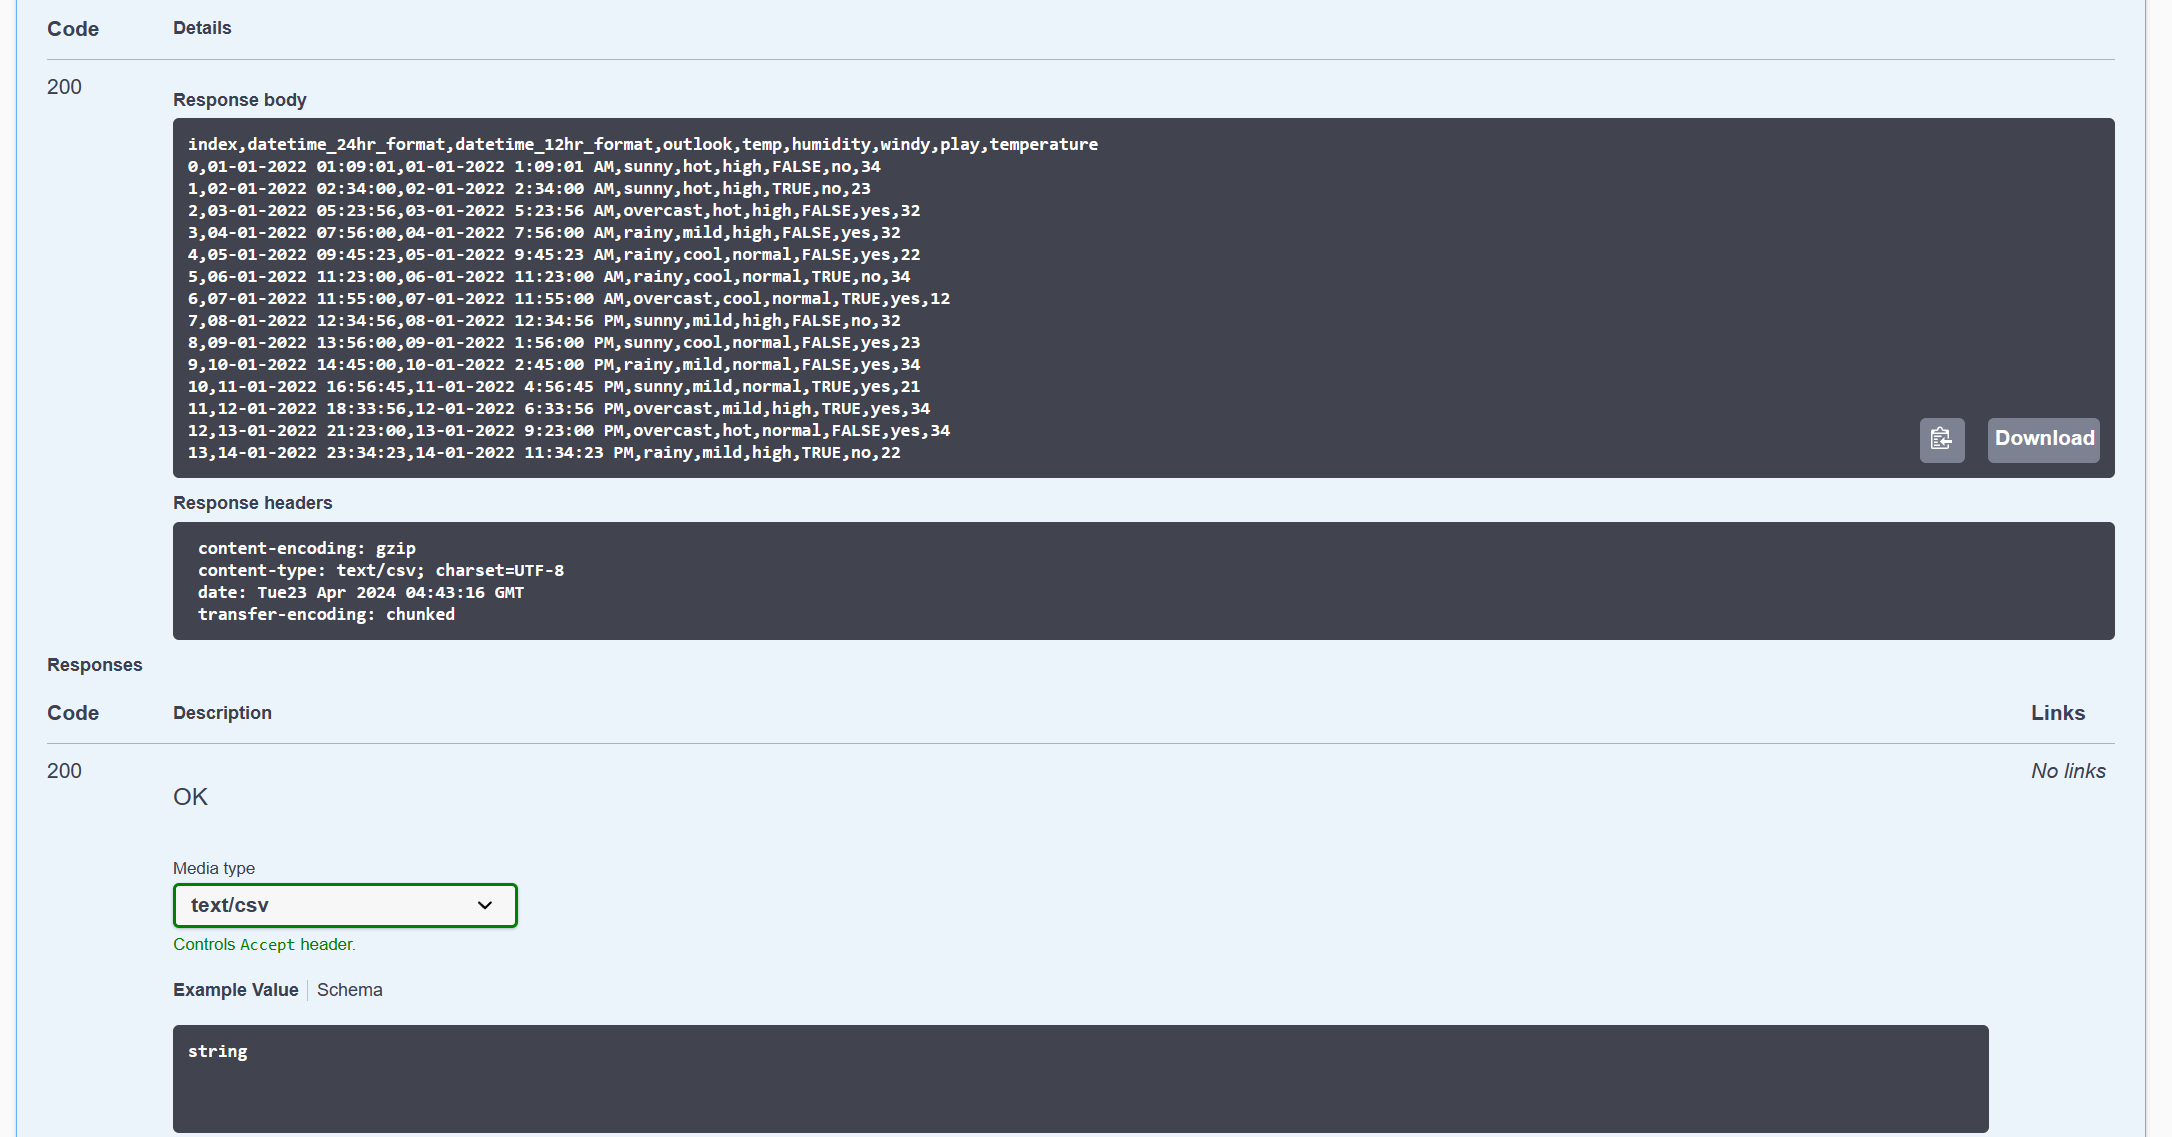 Code Details
200
Response body
index,datetime_24hr_format,datetime_12hr_format,outlook,temp,humidity,windy,play,temperature
0,01-01-2022 01:09:01,01-01-2022 1:09:01 AM,sunny,hot,high,FALSE,no,34
1,02-01-2022 02:34:00,02-01-2022 2:34:00 AM,sunny,hot,high,TRUE,no,23
2,03-01-2022 05:23:56,03-01-2022 5:23:56 AM,overcast,hot,high,FALSE,yes,32
3,04-01-2022 07:56:00,04-01-2022 7:56:00 AM,rainy,mild,high,FALSE,yes,32
4,05-01-2022 09:45:23,05-01-2022 9:45:23 AM,rainy,cool,normal,FALSE,yes,22
5,06-01-2022 11:23:00,06-01-2022 11:23:00 AM,rainy,cool,normal,TRUE,no,34
6,07-01-2022 11:55:00,07-01-2022 11:55:00 AM,overcast,cool,normal,TRUE,yes,12
7,08-01-2022 12:34:56,08-01-2022 12:34:56 PM,sunny,mild,high,FALSE,no,32
8,09-01-2022 13:56:00,09-01-2022 1:56:00 PM,sunny,cool,normal,FALSE,yes,23
9,10-01-2022 14:45:00,10-01-2022 2:45:00 PM,rainy,mild,normal,FALSE,yes,34
10,11-01-2022 16:56:45,11-01-2022 4:56:45 PM,sunny,mild,normal,TRUE,yes,21
11,12-01-2022 18:33:56,12-01-2022 6:33:56 PM,overcast,mild,high,TRUE,yes,34
12,13-01-2022 21:23:00,13-01-2022 9:23:00 PM,overcast,hot,normal,FALSE,yes,34
13,14-01-2022 23:34:23,14-01-2022 11:34:23 PM,rainy,mild,high,TRUE,no,22
Download
Response headers
content-encoding: gzip
content-type: text/csv; charset=UTF-8
date: Tue23 Apr 2024 04:43:16 GMT
transfer-encoding: chunked
Responses
Code Description Links
200 No links
OK
Media type
text/csv
Controls Accept header.
Example Value Schema
string